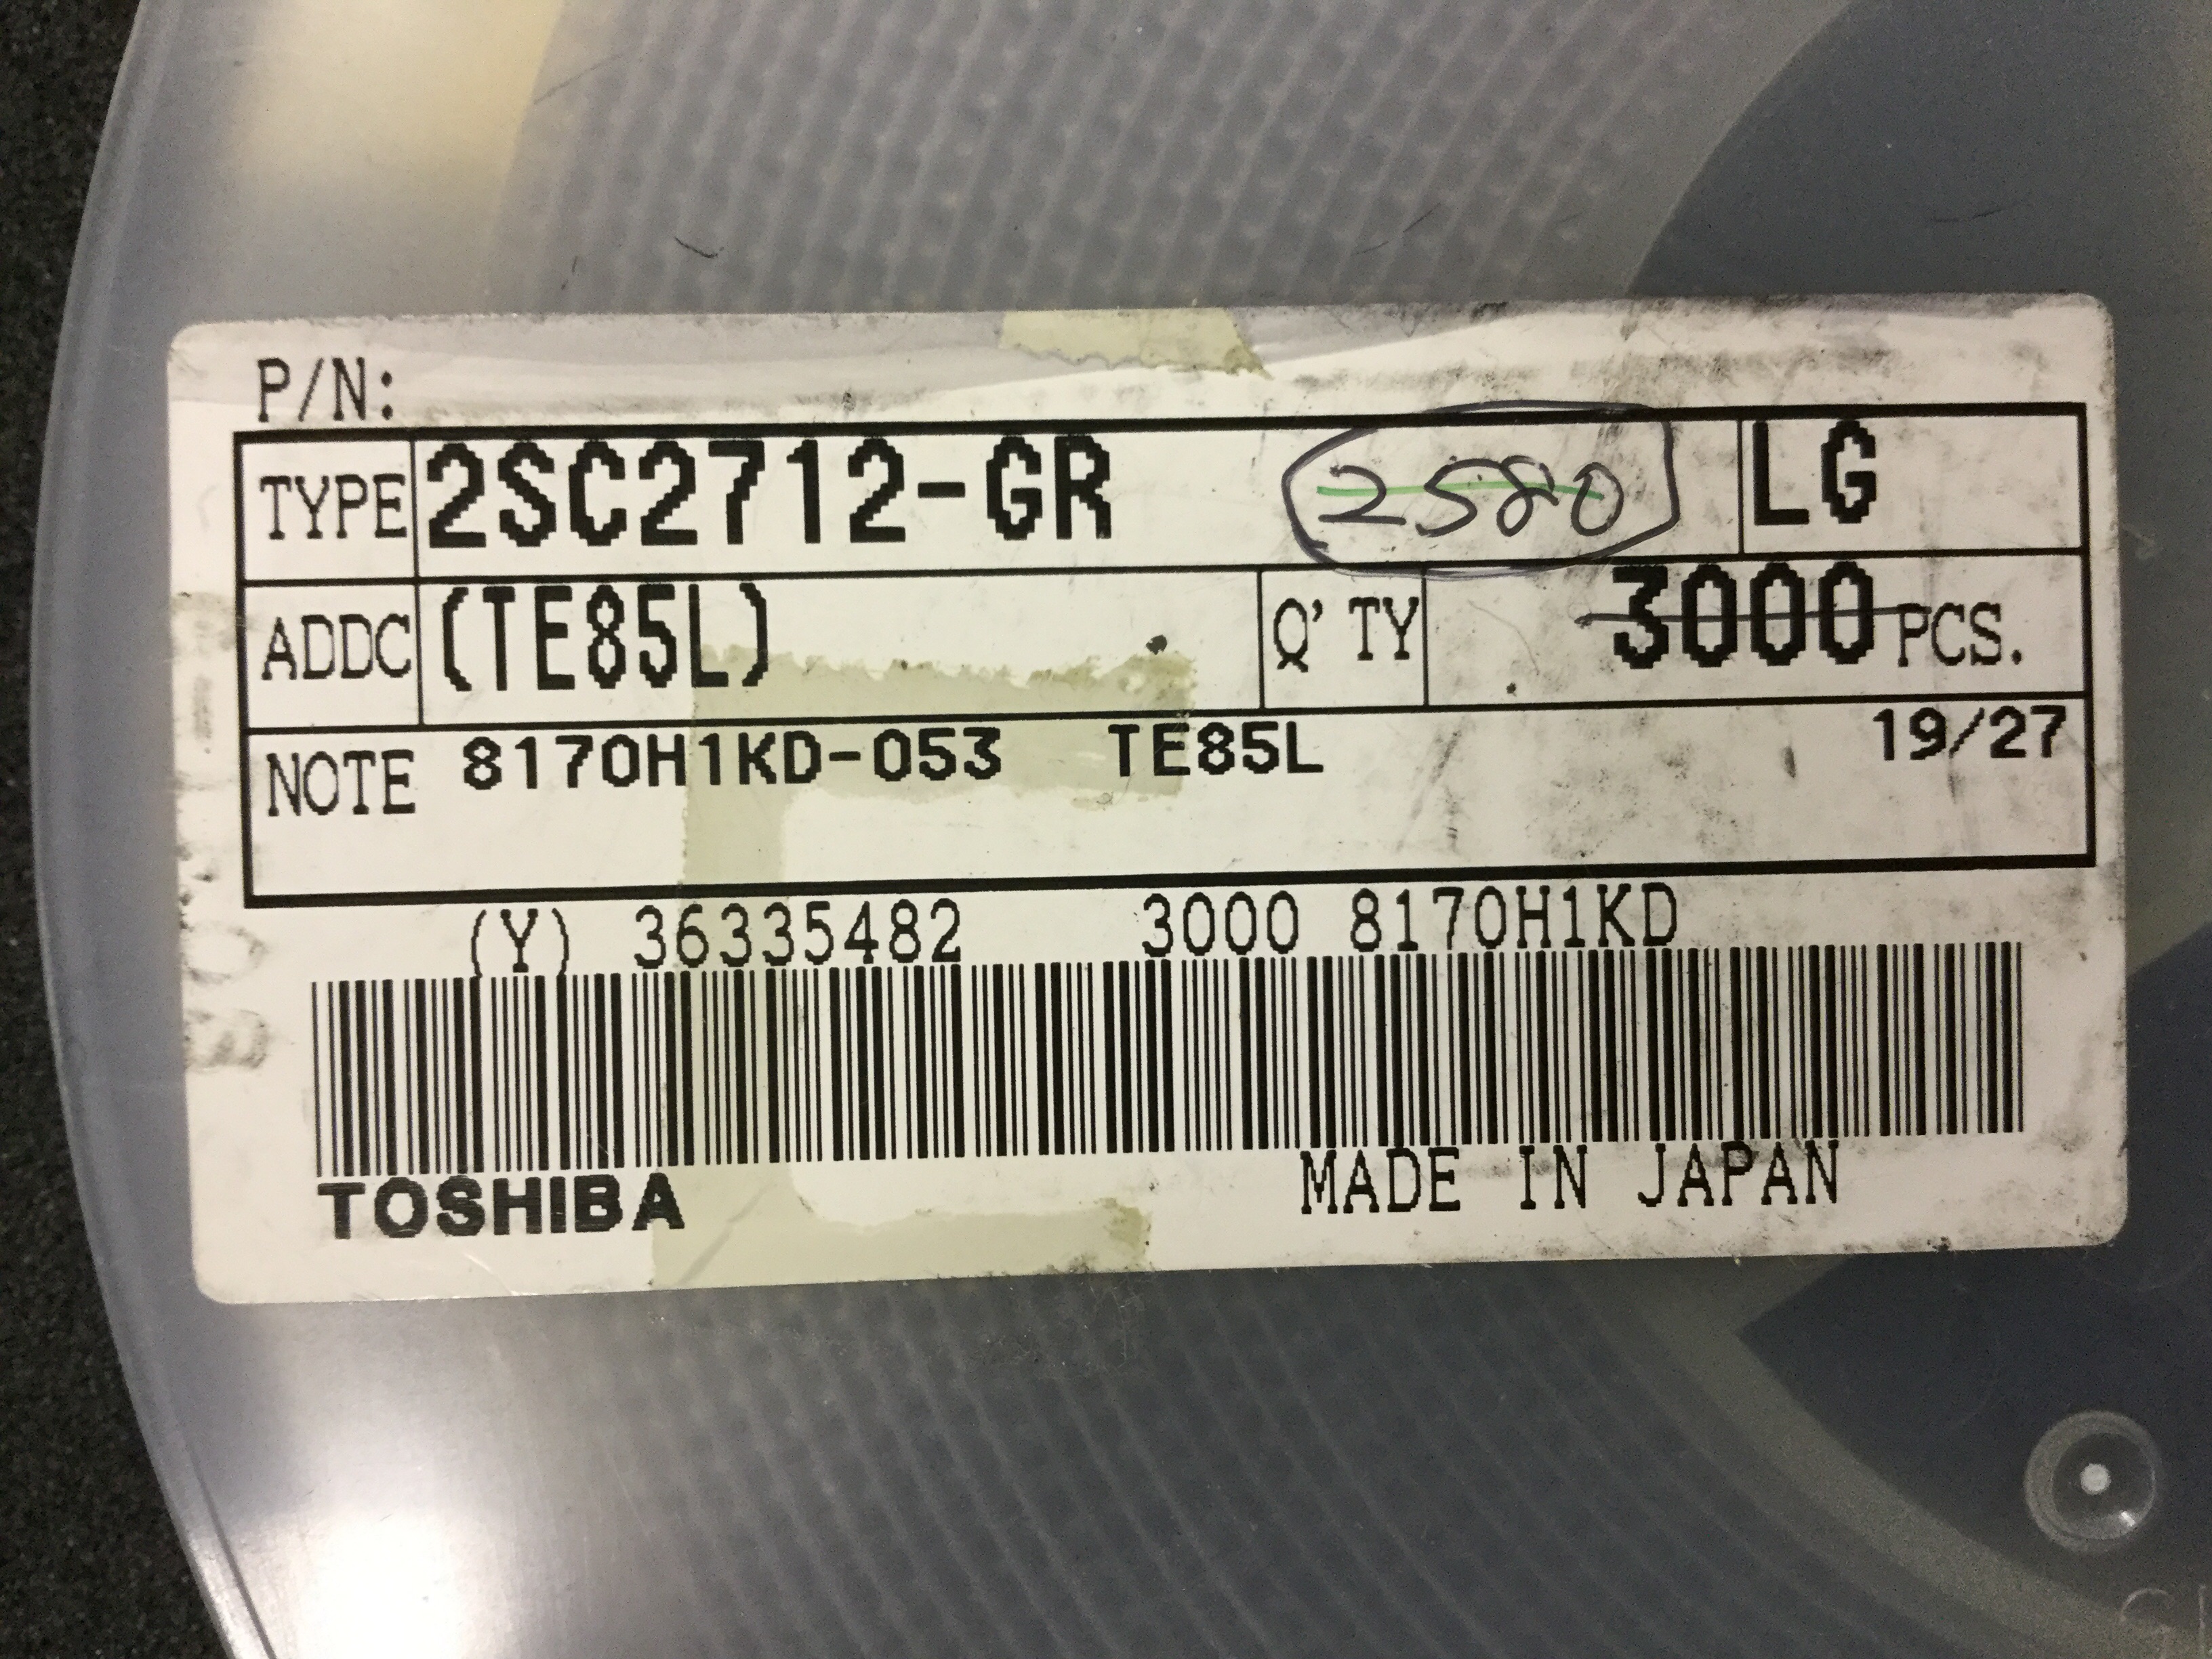 P/N:
TYPE 2SC2712-GR 2580 LG
ADDC (TE85L) Q'TY 3000 PCS.
NOTE 8170H1KD-053 TE85L 19/27
(Y) 36335482 3000 8170H1KD
TOSHIBA MADE IN JAPAN